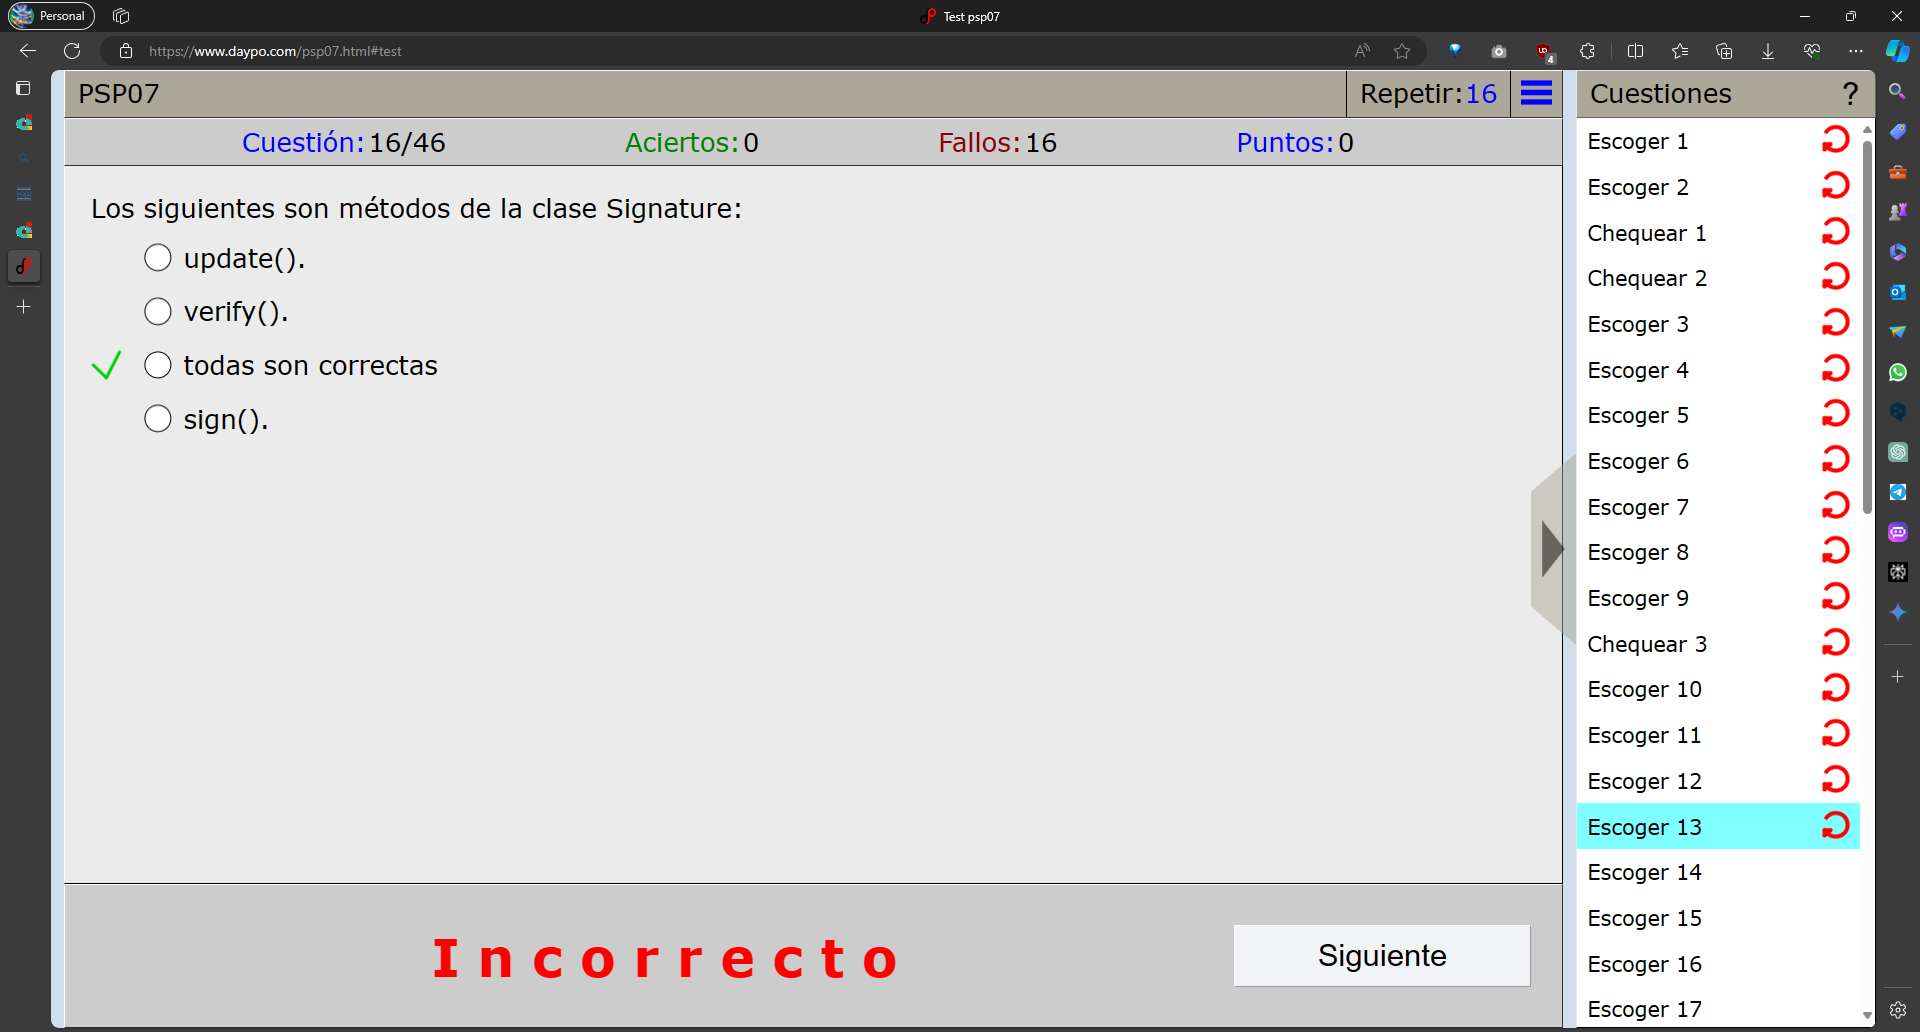 Personal
Test psp07
https://www.daypo.com/psp07.html#test
4
PSP07
Repetir:16
Cuestiones ?
Cuestión:16/46
Aciertos:0
Fallos:16
Puntos:0
Los siguientes son métodos de la clase Signature:
update().
verify().
todas son correctas
sign().
Incorrecto
Siguiente
Escoger 1
Escoger 2
Chequear 1
Chequear 2
Escoger 3
Escoger 4
Escoger 5
Escoger 6
Escoger 7
Escoger 8
Escoger 9
Chequear 3
Escoger 10
Escoger 11
Escoger 12
Escoger 13
Escoger 14
Escoger 15
Escoger 16
Escoger 17